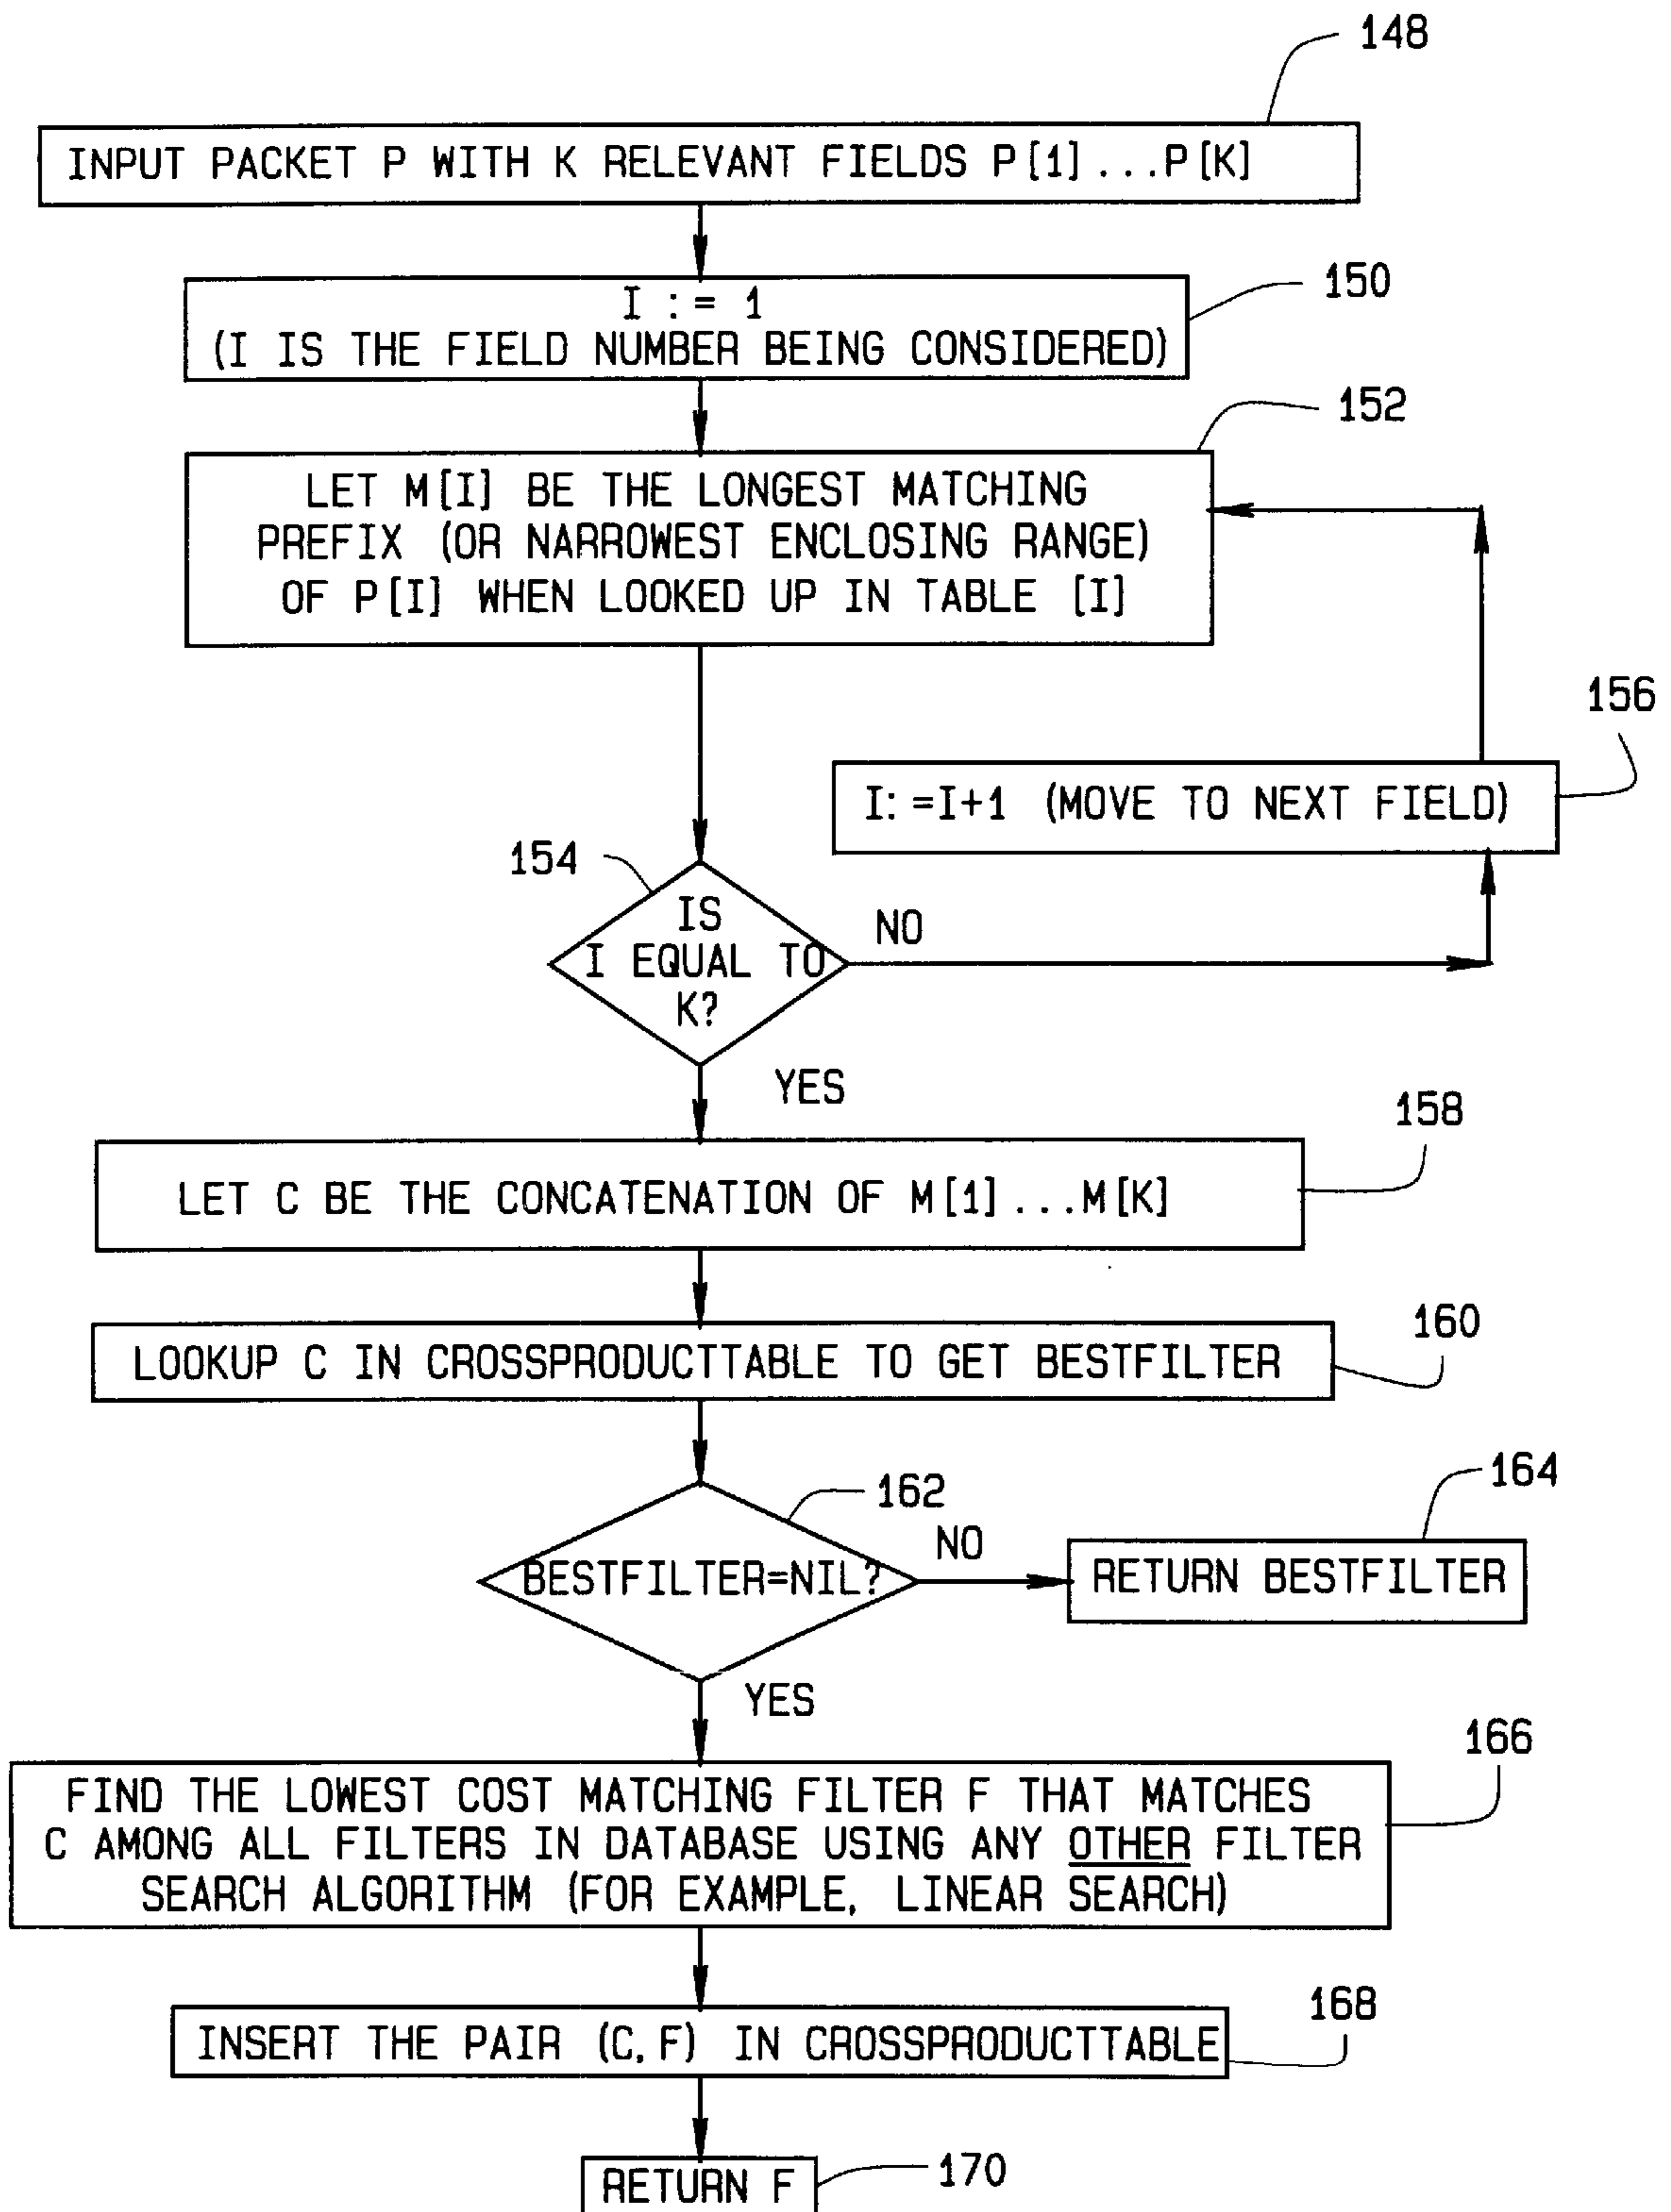 148
INPUT PACKET P WITH K RELEVANT FIELDS P[1]...P[K]
150
I := 1
(I IS THE FIELD NUMBER BEING CONSIDERED)
152
LET M[I] BE THE LONGEST MATCHING
PREFIX (OR NARROWEST ENCLOSING RANGE)
OF P[I] WHEN LOOKED UP IN TABLE [I]
156
I:=I+1 (MOVE TO NEXT FIELD)
154
IS
I EQUAL TO
K?
NO
YES
158
LET C BE THE CONCATENATION OF M[1]...M[K]
160
LOOKUP C IN CROSSPRODUCTTABLE TO GET BESTFILTER
162
BESTFILTER=NIL?
NO
164
RETURN BESTFILTER
YES
166
FIND THE LOWEST COST MATCHING FILTER F THAT MATCHES
C AMONG ALL FILTERS IN DATABASE USING ANY OTHER FILTER
SEARCH ALGORITHM (FOR EXAMPLE, LINEAR SEARCH)
168
INSERT THE PAIR (C,F) IN CROSSPRODUCTTABLE
RETURN F
170